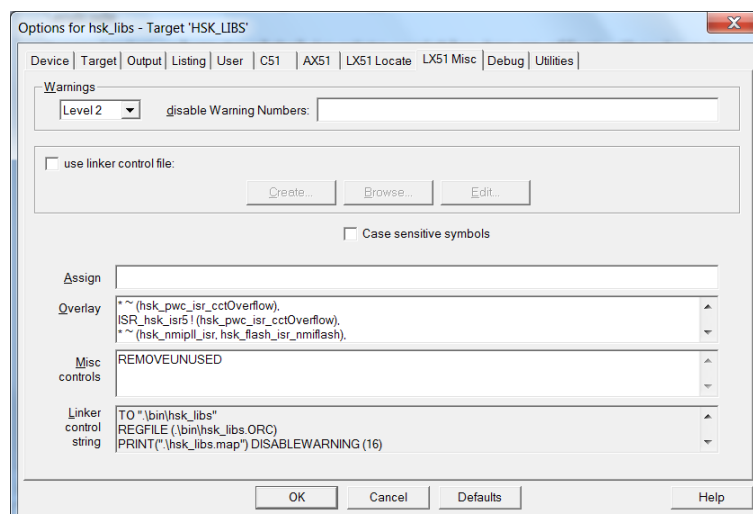 Options for hsk_libs - Target 'HSK_LIBS'
Device Target Output Listing User C51 AX51 LX51 Locate LX51 Misc Debug Utilities
Warnings
Level 2 disable Warning Numbers:
use linker control file:
Create... Browse... Edit...
Case sensitive symbols
Assign
Overlay
* ~ (hsk_pwc_isr_cctOverflow),
ISR_hsk_isr5 ! (hsk_pwc_isr_cctOverflow),
* ~ (hsk_nmipll_isr, hsk_flash_isr_nmiflash),
Misc
controls
REMOVEUNUSED
Linker
control
string
TO ".\bin\hsk_libs"
REGFILE (.\bin\hsk_libs.ORC)
PRINT(".\hsk_libs.map") DISABLEWARNING (16)
OK Cancel Defaults Help